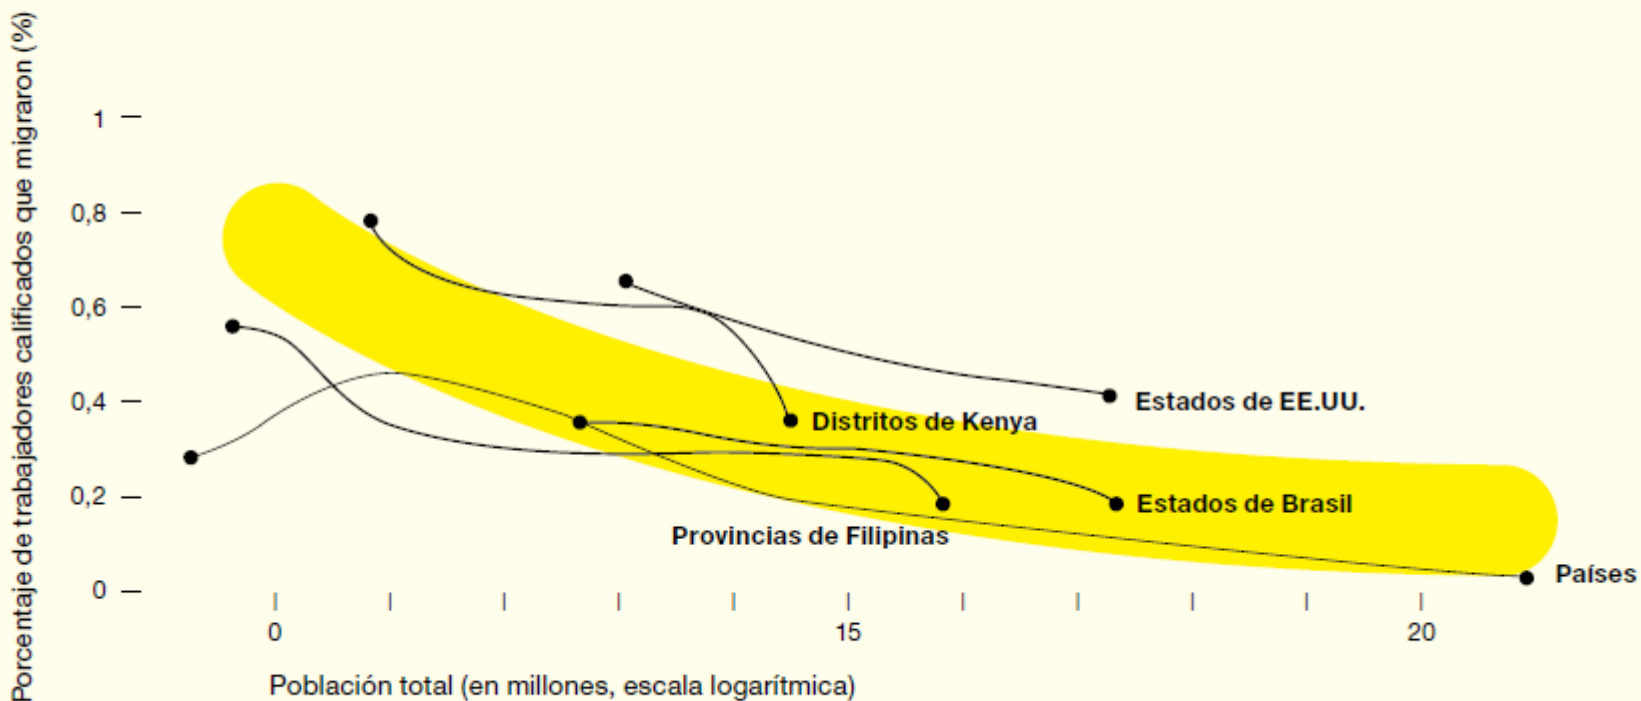 Porcentaje de trabajadores calificados que migraron (%)
1
0,8
0,6
0,4
0,2
0
Estados de EE.UU.
Distritos de Kenya
Estados de Brasil
Provincias de Filipinas
Países
0 15 20
Población total (en millones, escala logarítmica)